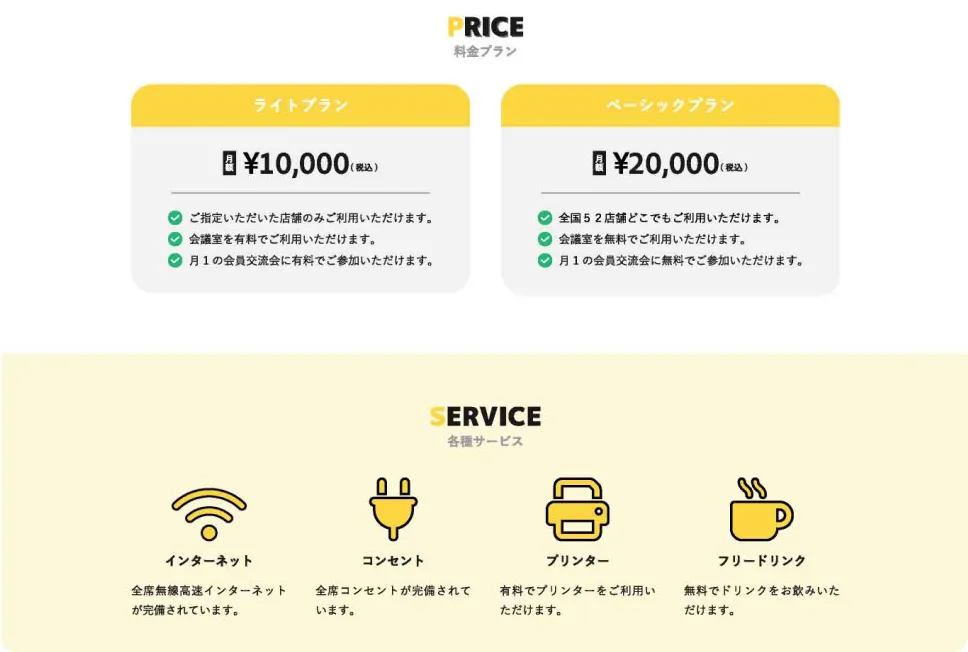 PRICE
料金プラン
ライトプラン
月額 ¥10,000(税込)
ご指定いただいた店舗のみご利用いただけます。
会議室を有料でご利用いただけます。
月１の会員交流会に有料でご参加いただけます。
ベーシックプラン
月額 ¥20,000(税込)
全国５２店舗どこでもご利用いただけます。
会議室を無料でご利用いただけます。
月１の会員交流会に無料でご参加いただけます。
SERVICE
各種サービス
インターネット
全席無線高速インターネット
が完備されています。
コンセント
全席コンセントが完備されて
います。
プリンター
有料でプリンターをご利用い
ただけます。
フリードリンク
無料でドリンクをお飲みいた
だけます。